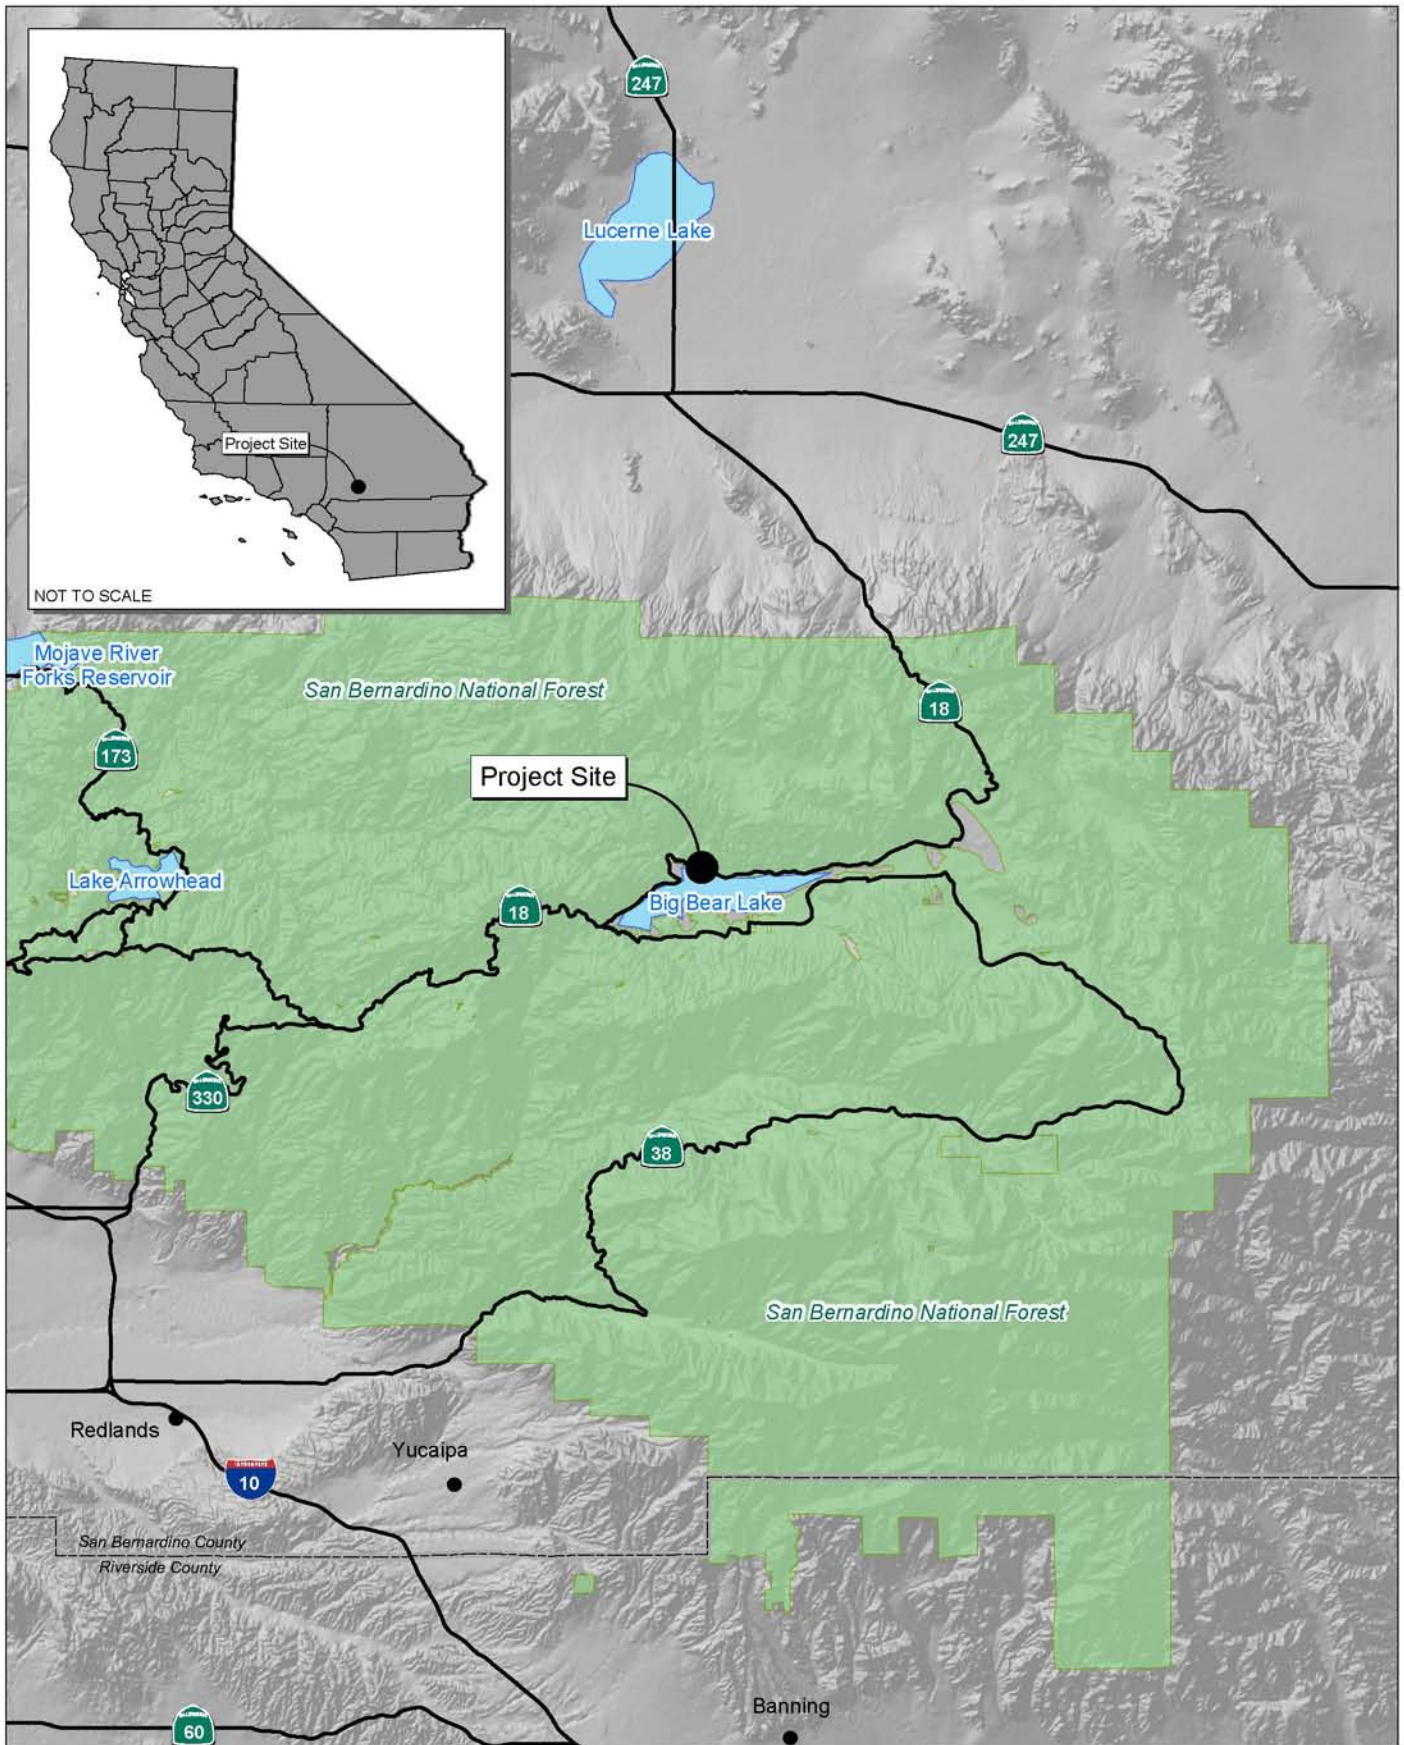 247
Lucerne Lake
Project Site
247
NOT TO SCALE
Mojave River
Forks Reservoir
San Bernardino National Forest
18
173
Project Site
Lake Arrowhead
18
Big Bear Lake
330
38
San Bernardino National Forest
Redlands
Yucaipa
10
San Bernardino County
Riverside County
Banning
60